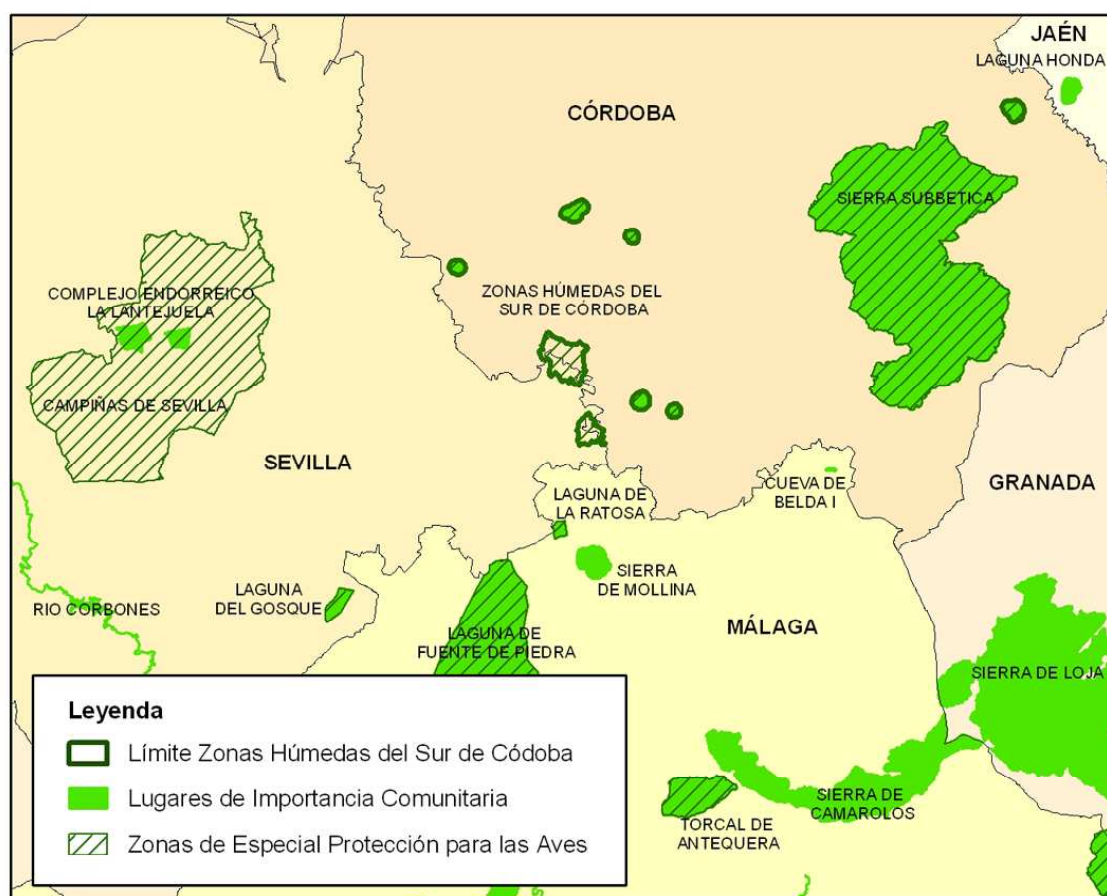 JAÉN
LAGUNA HONDA
CÓRDOBA
SIERRA SUBBETICA
COMPLEJO ENDORREICO
LA LANTEJUELA
ZONAS HÚMEDAS DEL
SUR DE CÓRDOBA
CAMPIÑAS DE SEVILLA
SEVILLA
LAGUNA DE
LA RATOSA
CUEVA DE
BELDA I
GRANADA
SIERRA
DE MOLLINA
LAGUNA
DEL GOSQUE
RIO CORBONES
LAGUNA DE
FUENTE DE PIEDRA
MÁLAGA
SIERRA DE LOJA
SIERRA DE
CAMAROLOS
TORCAL DE
ANTEQUERA
Leyenda
Límite Zonas Húmedas del Sur de Códoba
Lugares de Importancia Comunitaria
Zonas de Especial Protección para las Aves